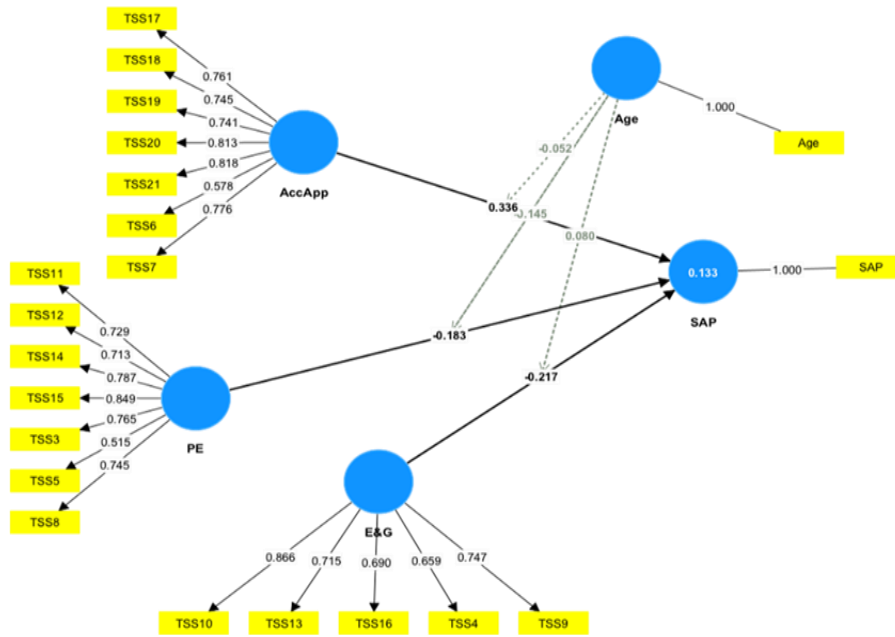 TSS17
TSS18
TSS19
TSS20
TSS21
TSS6
TSS7
0.761
0.745
0.741
0.813
0.818
0.578
0.776
AccApp
Age
1.000
Age
-0.052
0.336
0.145
0.080
0.133
SAP
1.000
SAP
TSS11
TSS12
TSS14
TSS15
TSS3
TSS5
TSS8
0.729
0.713
0.787
0.849
0.765
0.515
0.745
PE
-0.183
-0.217
E&G
0.866
0.715
0.690
0.659
0.747
TSS10
TSS13
TSS16
TSS4
TSS9